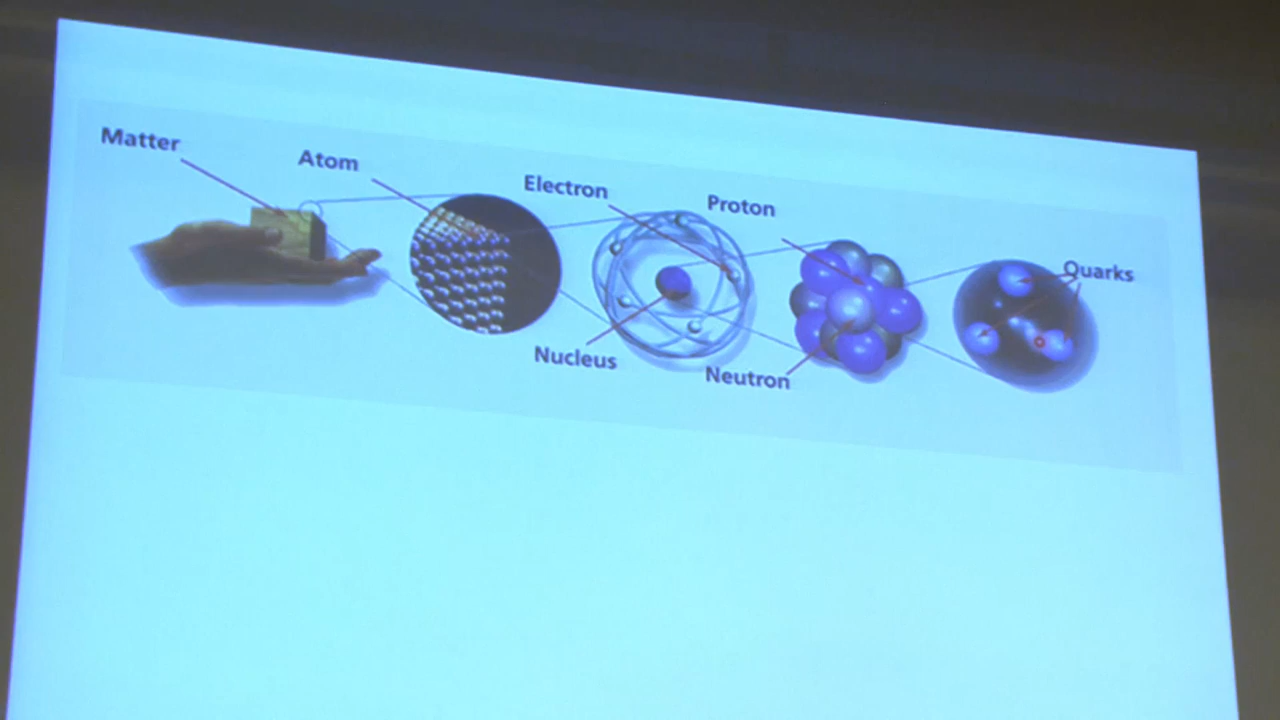 Matter
Atom
Electron
Proton
Quarks
Nucleus
Neutron